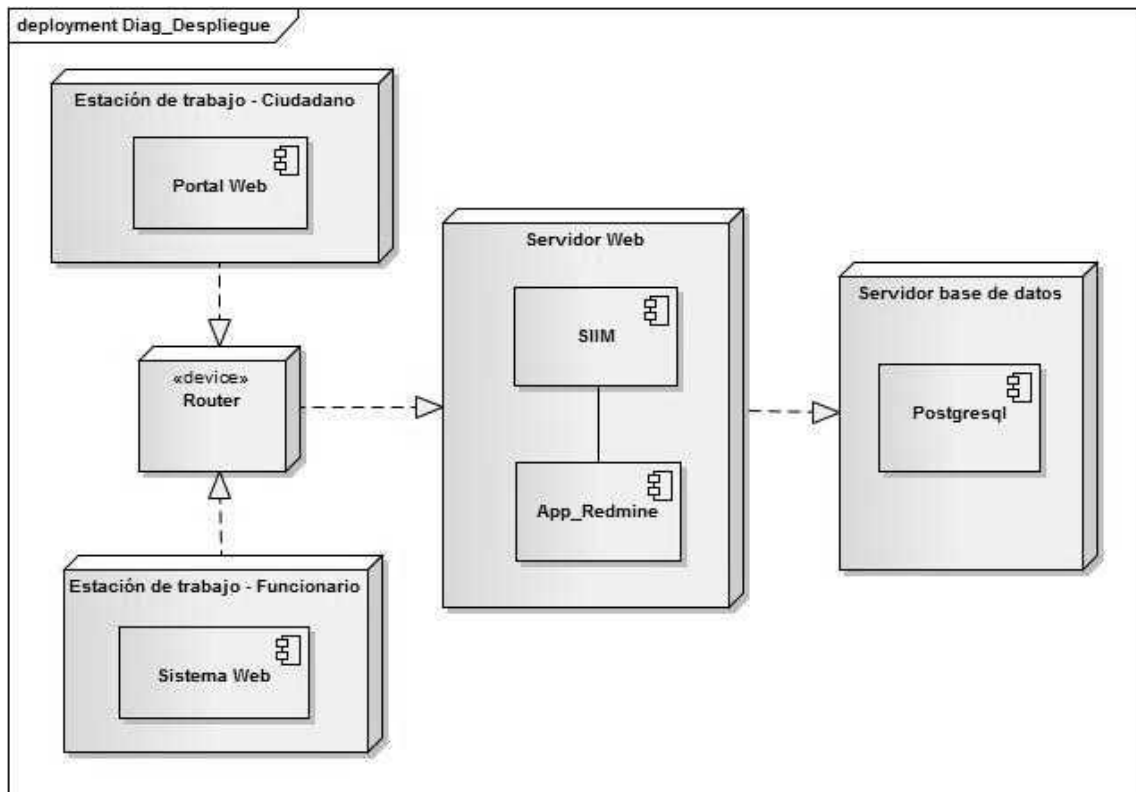 deployment Diag_Despliegue
Estación de trabajo - Ciudadano
Portal Web
Servidor Web
SIIM
App_Redmine
Servidor base de datos
Postgresql
«device»
Router
Estación de trabajo - Funcionario
Sistema Web